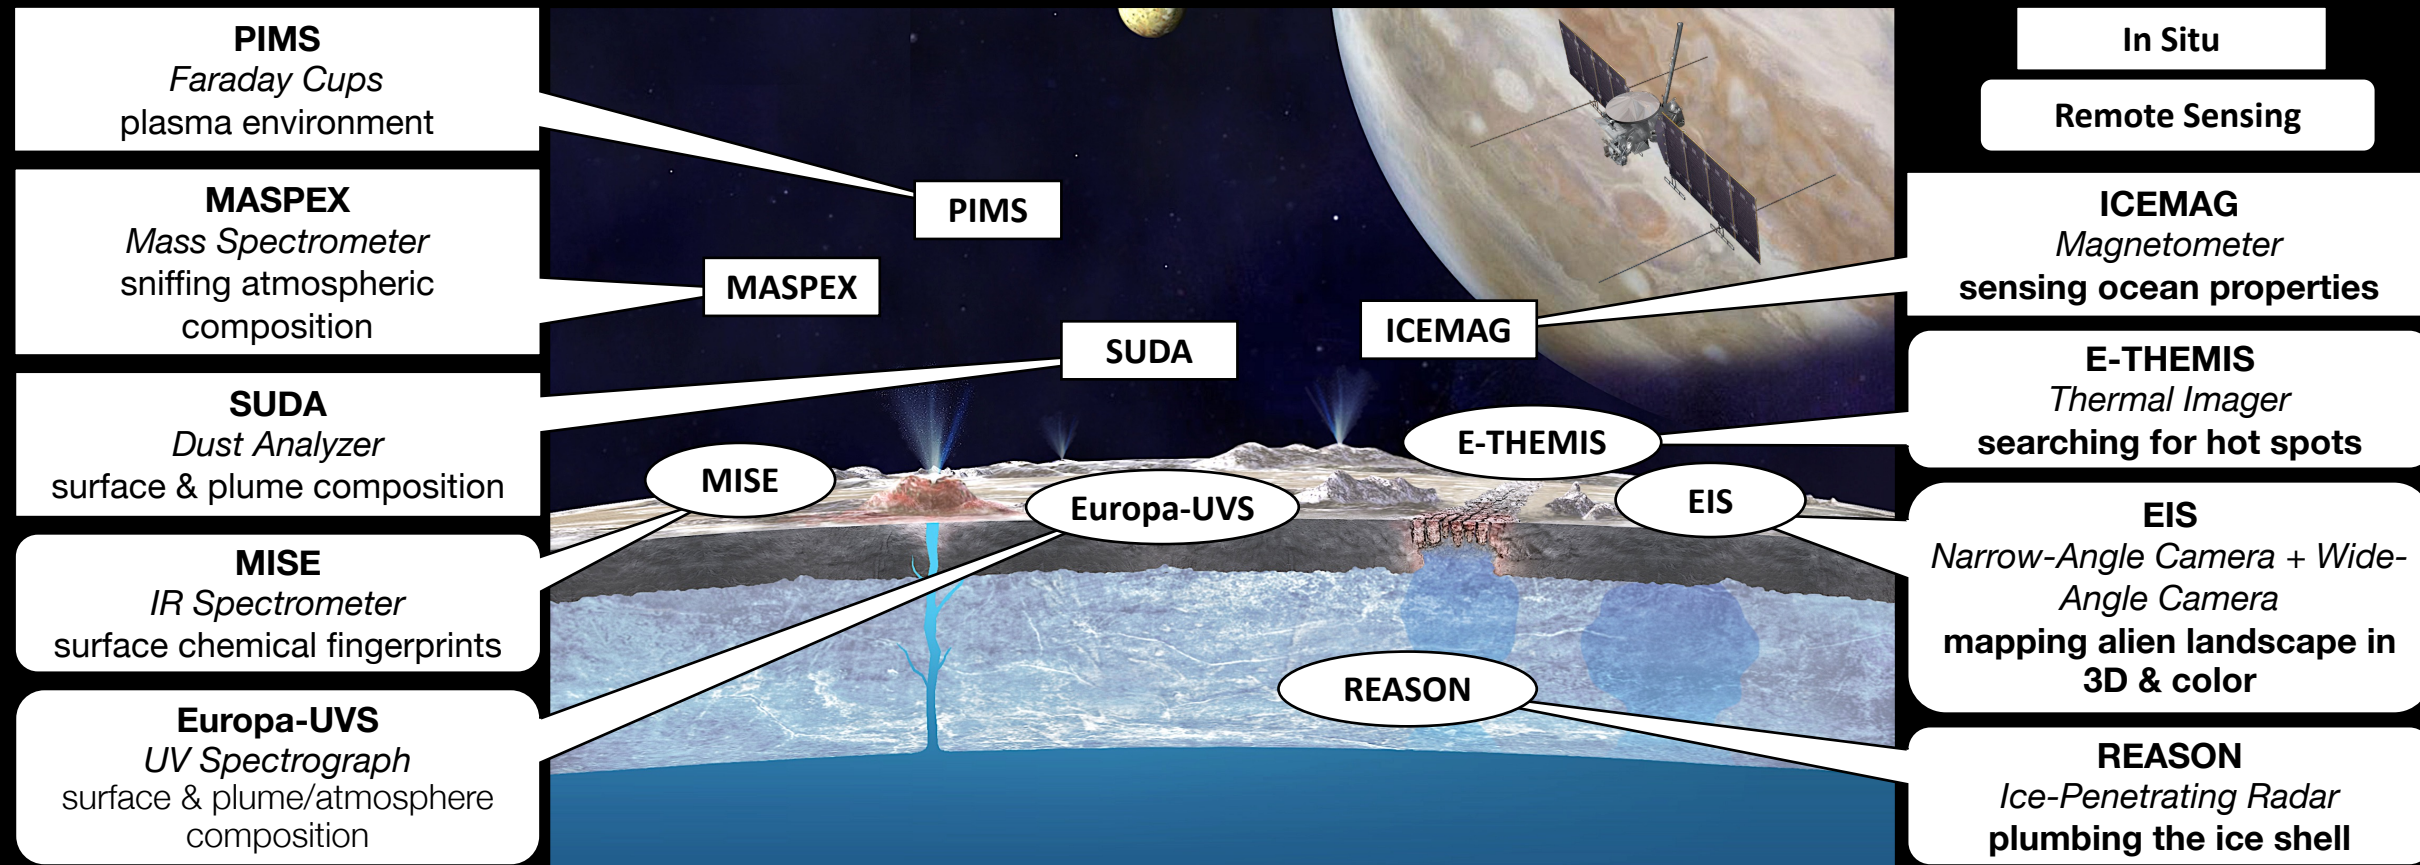 PIMS
Faraday Cups
plasma environment
MASPEX
Mass Spectrometer
sniffing atmospheric
composition
SUDA
Dust Analyzer
surface & plume composition
MISE
IR Spectrometer
surface chemical fingerprints
Europa-UVS
UV Spectrograph
surface & plume/atmosphere
composition
PIMS
MASPEX
SUDA
ICEMAG
MISE
Europa-UVS
E-THEMIS
EIS
REASON
In Situ
Remote Sensing
ICEMAG
Magnetometer
sensing ocean properties
E-THEMIS
Thermal Imager
searching for hot spots
EIS
Narrow-Angle Camera + Wide-
Angle Camera
mapping alien landscape in
3D & color
REASON
Ice-Penetrating Radar
plumbing the ice shell